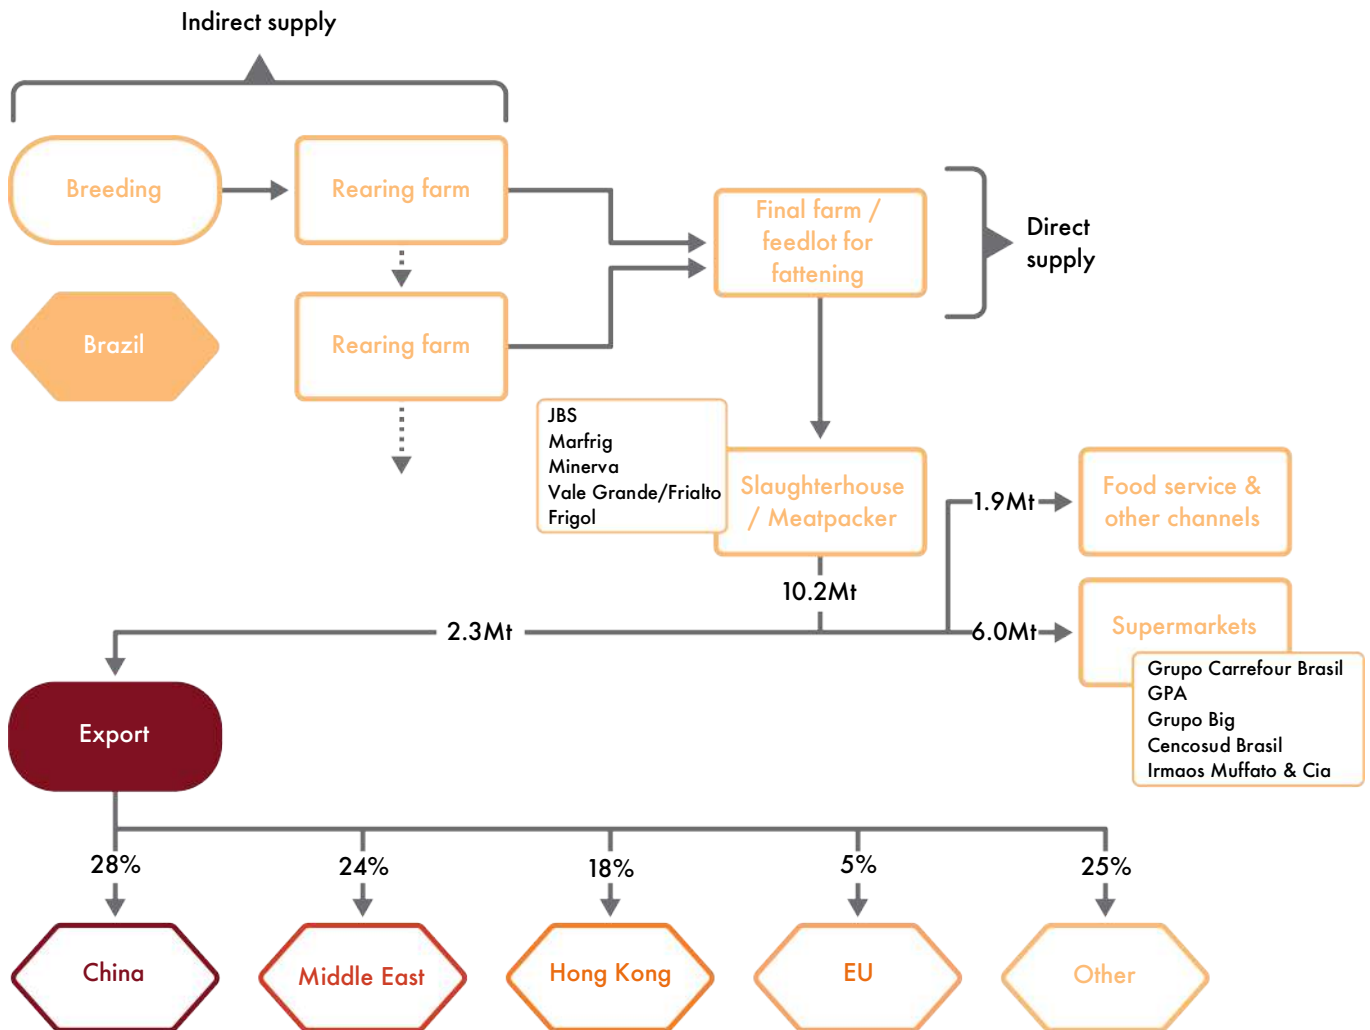 Indirect supply
Breeding
Rearing farm
Final farm /
feedlot for
fattening
Direct
supply
Brazil
Rearing farm
JBS
Marfrig
Minerva
Vale Grande/Frialto
Frigol
Slaughterhouse
/ Meatpacker
1.9Mt
Food service &
other channels
10.2Mt
2.3Mt
6.0Mt
Supermarkets
Grupo Carrefour Brasil
GPA
Grupo Big
Cencosud Brasil
Irmaos Muffato & Cia
Export
28%
24%
18%
5%
25%
China
Middle East
Hong Kong
EU
Other